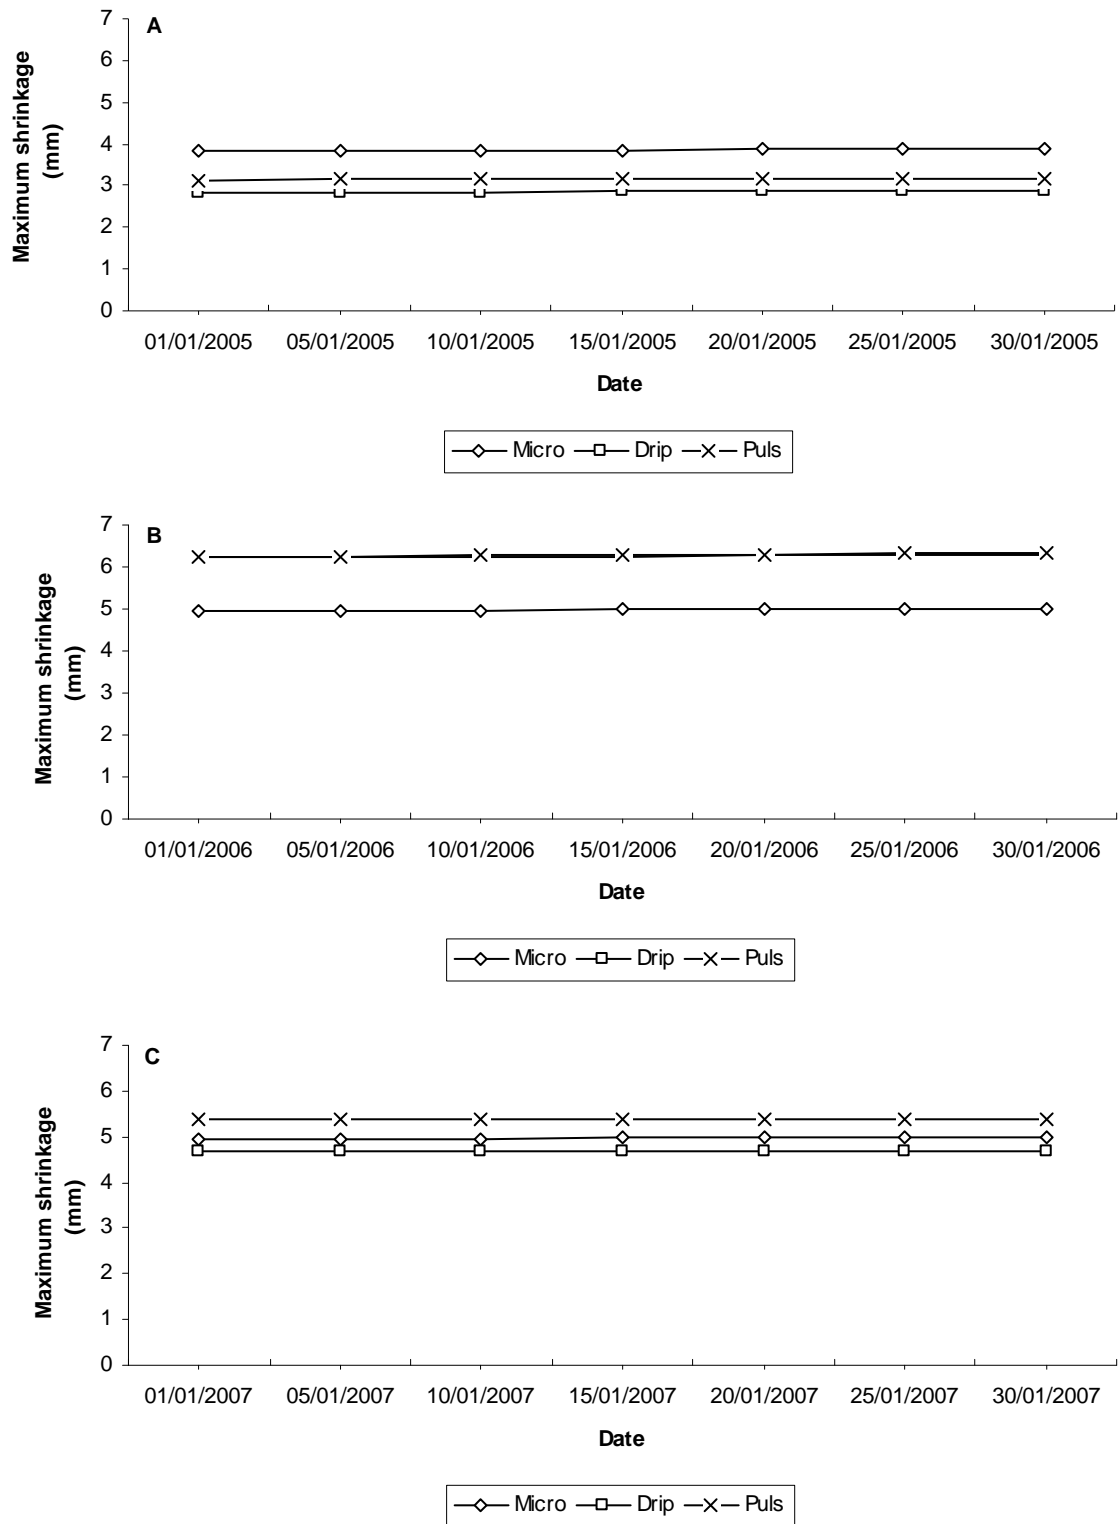 A
7
6
5
4
3
2
1
0
Maximum shrinkage
(mm)
01/01/2005 05/01/2005 10/01/2005 15/01/2005 20/01/2005 25/01/2005 30/01/2005
Date
Micro Drip Puls
B
7
6
5
4
3
2
1
0
Maximum shrinkage
(mm)
01/01/2006 05/01/2006 10/01/2006 15/01/2006 20/01/2006 25/01/2006 30/01/2006
Date
Micro Drip Puls
C
7
6
5
4
3
2
1
0
Maximum shrinkage
(mm)
01/01/2007 05/01/2007 10/01/2007 15/01/2007 20/01/2007 25/01/2007 30/01/2007
Date
Micro Drip Puls